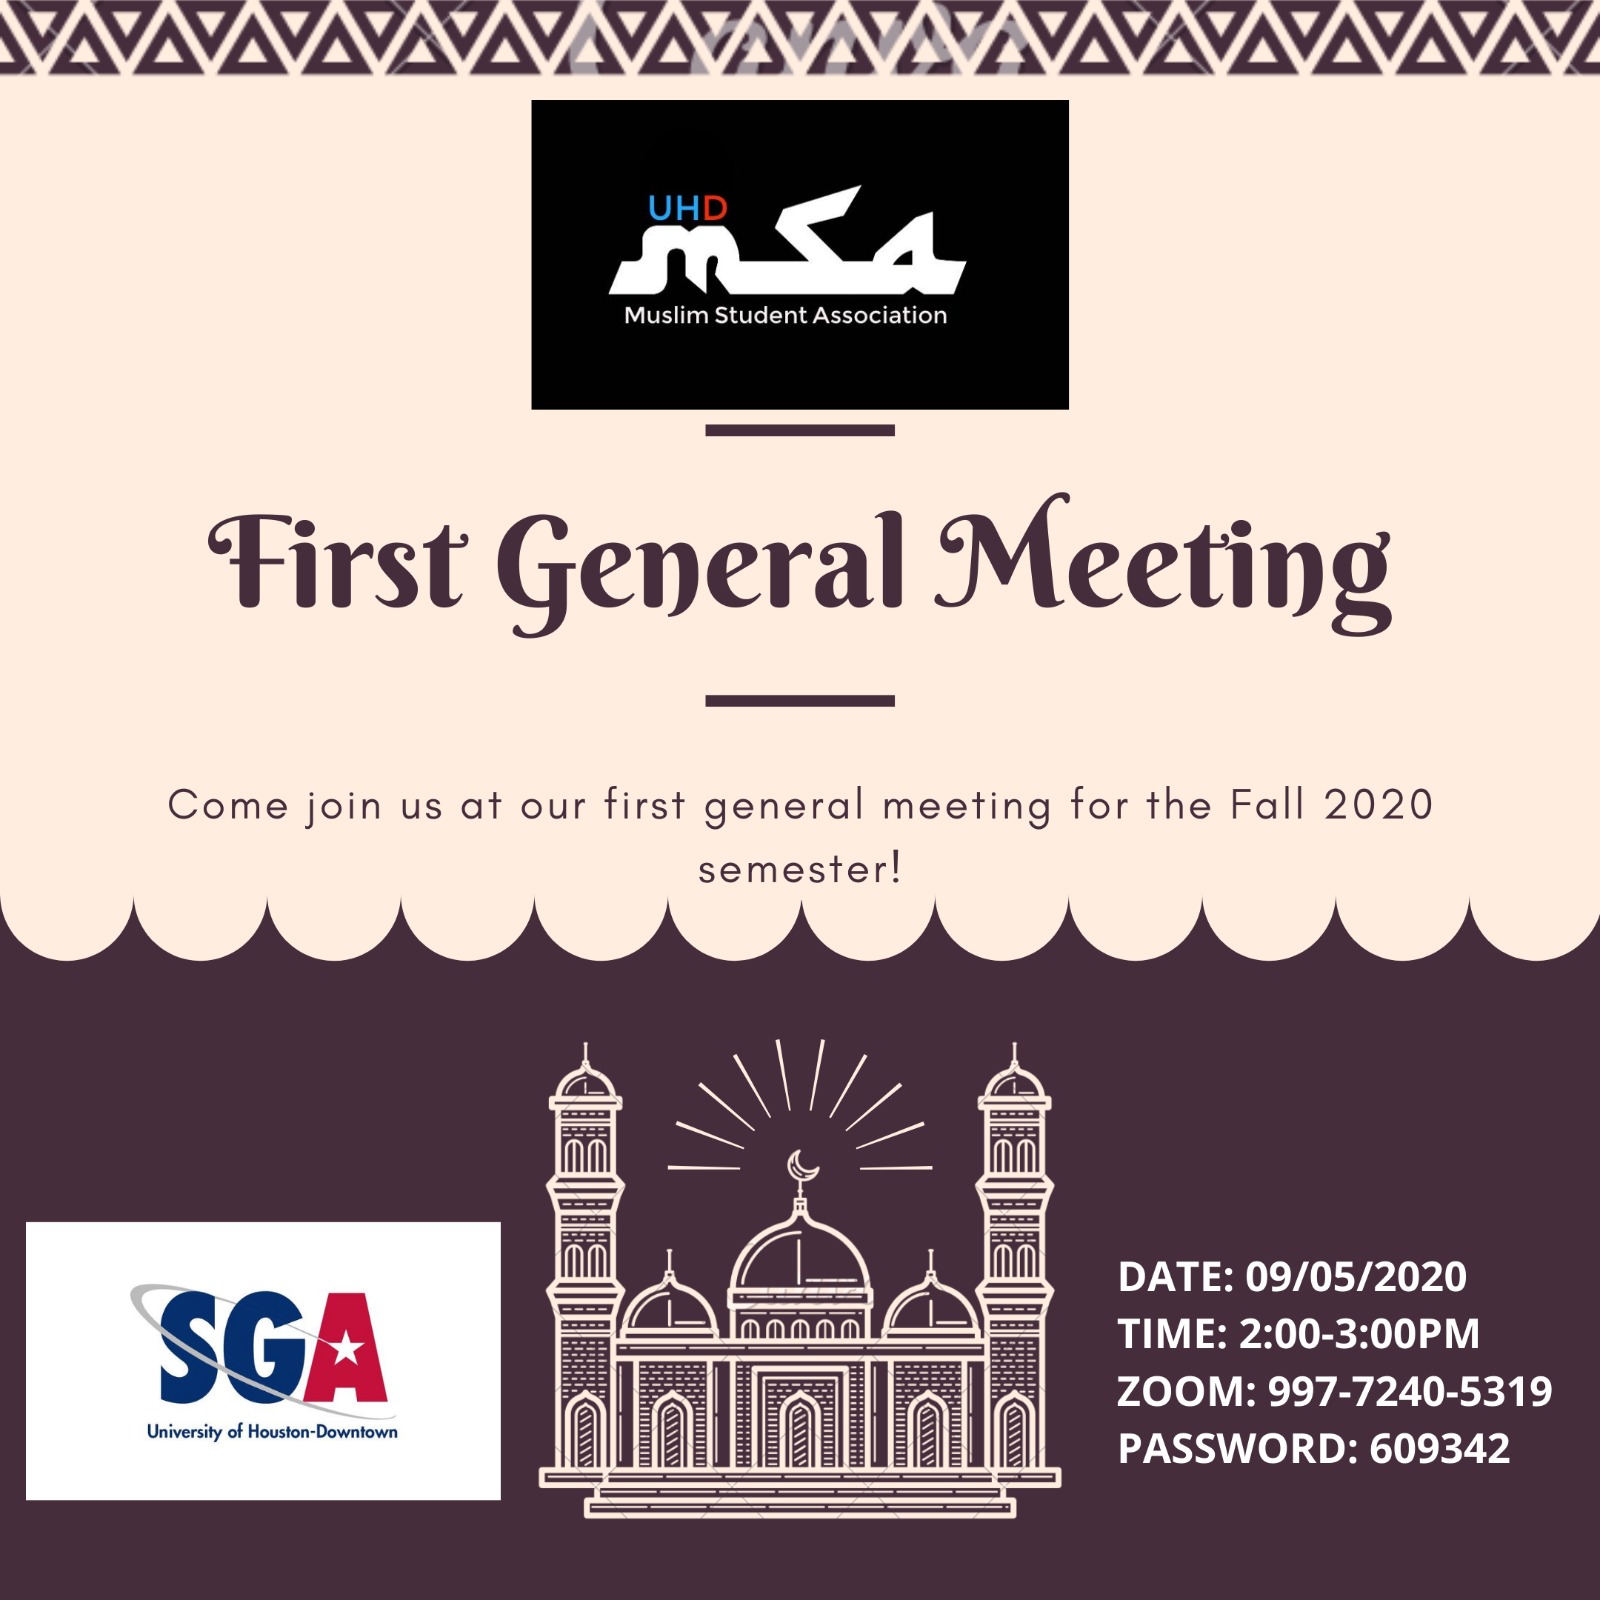 UHD
msa
Muslim Student Association
First General Meeting
Come join us at our first general meeting for the Fall 2020
semester!
SGA
University of Houston-Downtown
DATE: 09/05/2020
TIME: 2:00-3:00PM
ZOOM: 997-7240-5319
PASSWORD: 609342